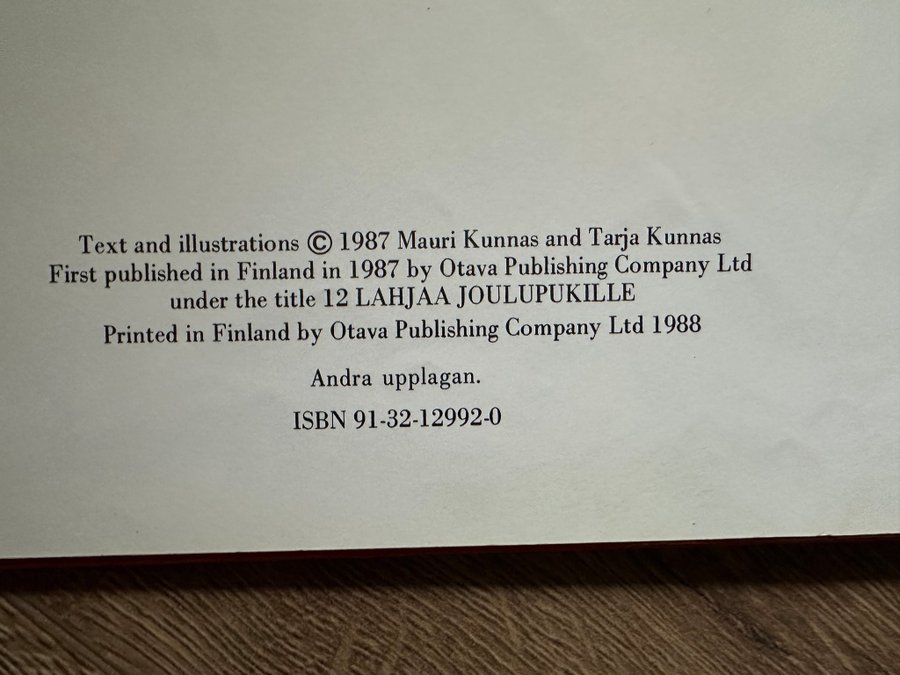 Text and illustrations © 1987 Mauri Kunnas and Tarja Kunnas
First published in Finland in 1987 by Otava Publishing Company Ltd
under the title 12 LAHJAA JOULUPUKILLE
Printed in Finland by Otava Publishing Company Ltd 1988
Andra upplagan.
ISBN 91-32-12992-0